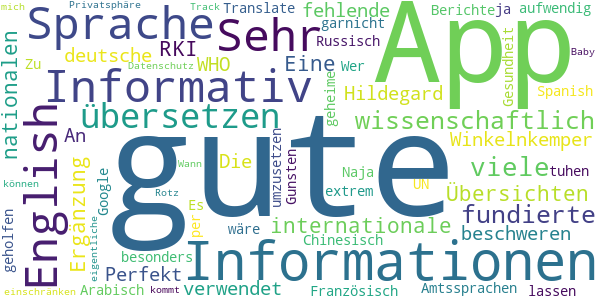 mich
Privatsphäre
Track
Translate
fehlende
Berichte
ja
aufwendig
Sprache
Sehr
App
garnicht
Russisch
nationalen
deutsche
RKI
Eine
Wer
Gesundheit
Baby
Zu
WHO
Datenschutz
geheime
Hildegard
Spanish
Informativ
English
übersetzen
gute
wissenschaftlich
An
Ergänzung
Die
umzusetzen
Gunsten
Winkelnkemper
Google
Wann
Naja
viele
tuhen
können
Rotz
extrem
UN
Übersichten
eigentliche
Es
per
wäre
internationale
fundierte
geholfen
besonders
Chinesisch
beschweren
Perfekt
Informationen
einschränken
Arabisch
kommt
verwendet
Französisch
Amtssprachen
lassen